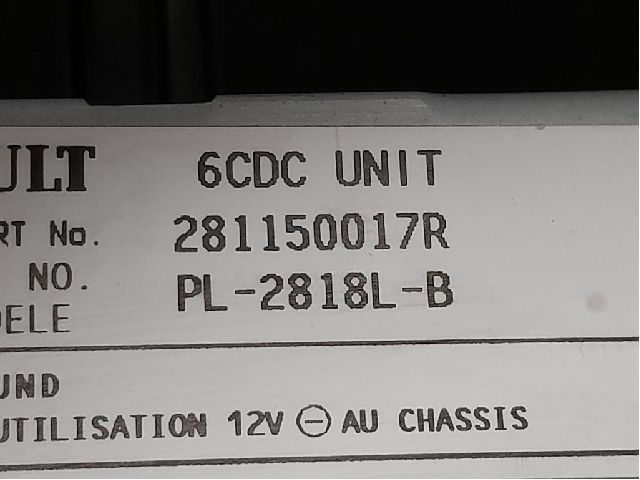 ULT 6CDC UNIT
RT No. 281150017R
NO. PL-2818L-B
DELE
UND
UTILISATION 12V ⊖ AU CHASSIS